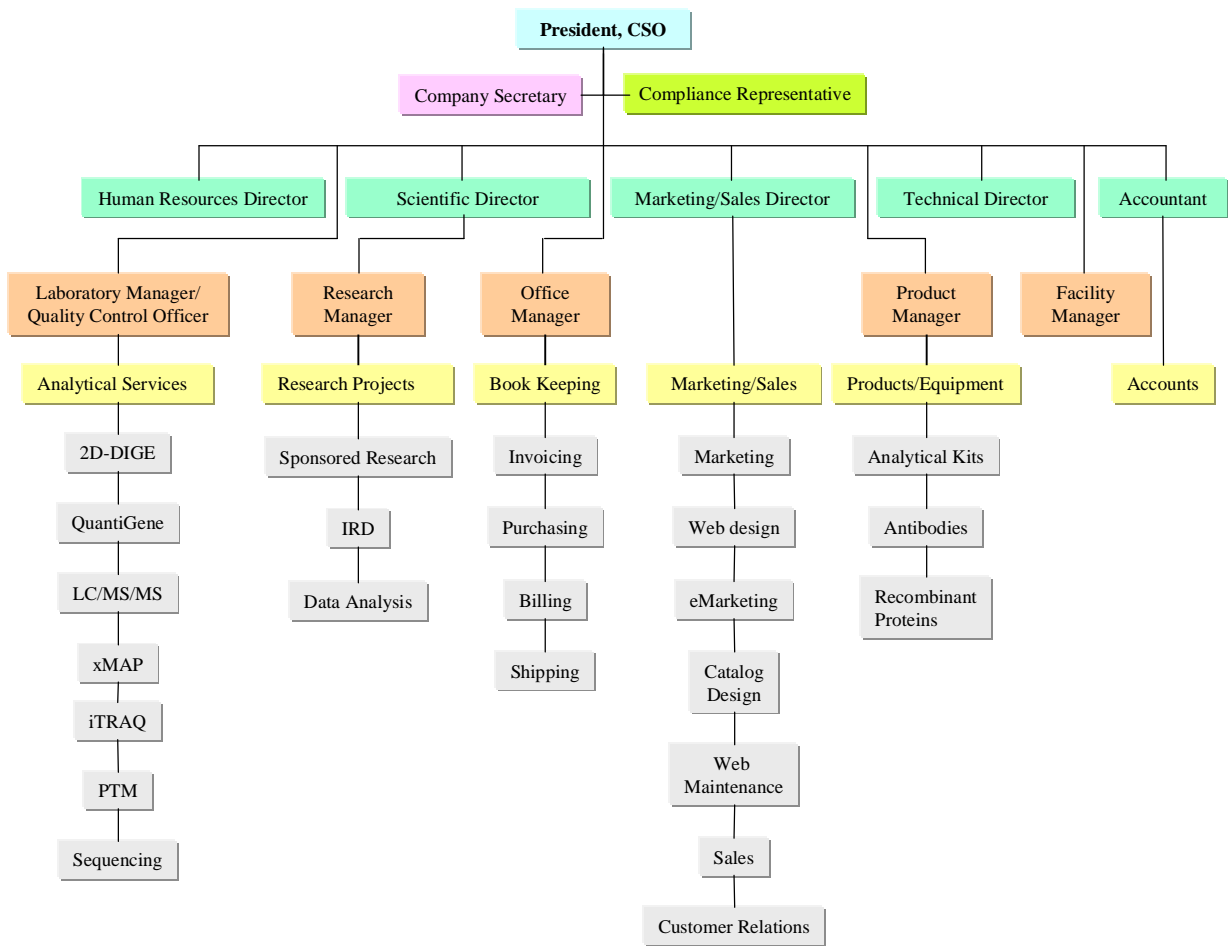 President, CSO
Company Secretary
Compliance Representative
Human Resources Director
Scientific Director
Marketing/Sales Director
Technical Director
Accountant
Laboratory Manager/
Quality Control Officer
Research
Manager
Office
Manager
Product
Manager
Facility
Manager
Analytical Services
Research Projects
Book Keeping
Marketing/Sales
Products/Equipment
Accounts
2D-DIGE
QuantiGene
LC/MS/MS
xMAP
iTRAQ
PTM
Sequencing
Sponsored Research
IRD
Data Analysis
Invoicing
Purchasing
Billing
Shipping
Marketing
Web design
eMarketing
Catalog
Design
Web
Maintenance
Sales
Customer Relations
Analytical Kits
Antibodies
Recombinant
Proteins